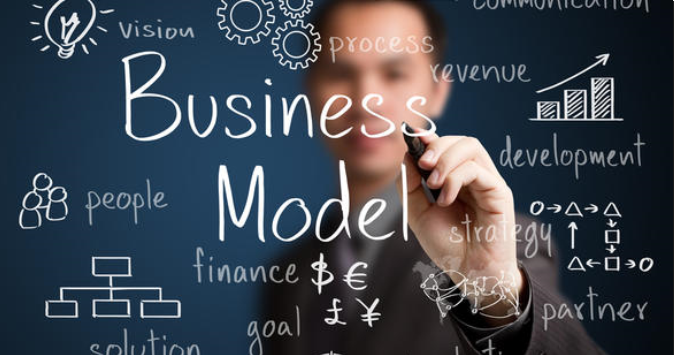 communication
vision
process
revenue
Business
development
people
Model
strategy
finance $ €
£ ¥
partner
goal
solution